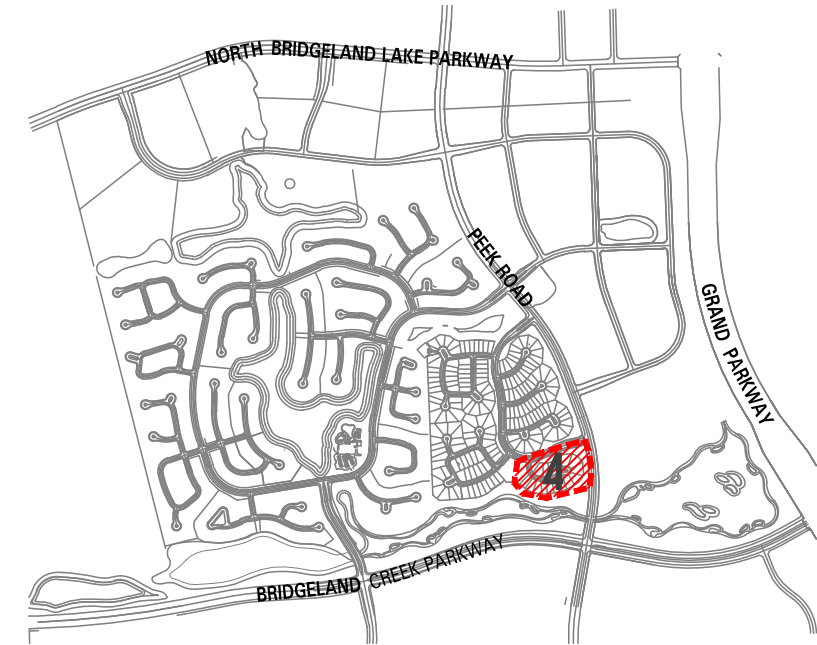 NORTH BRIDGELAND LAKE PARKWAY
PEEK ROAD
GRAND PARKWAY
4
BRIDGELAND CREEK PARKWAY